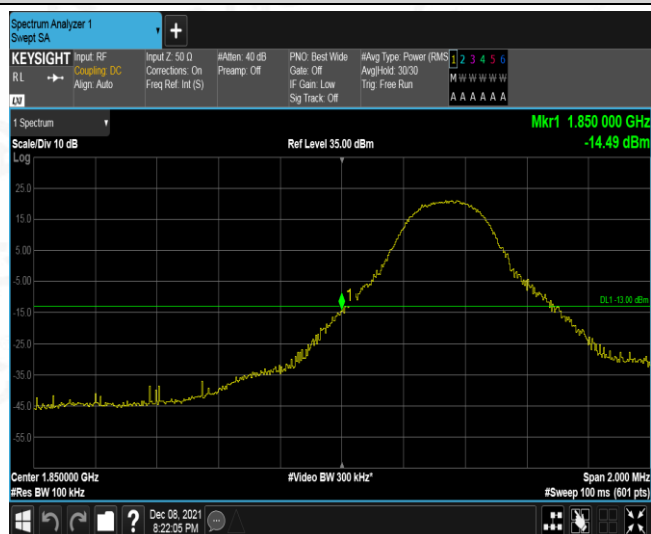 Spectrum Analyzer 1
Swept SA
+
KEYSIGHT Input: RF Input Z: 50 Ω #Atten: 40 dB PNO: Best Wide #Avg Type: Power (RMS 1 2 3 4 5 6
RL Coupling: DC Corrections: On Preamp: Off Gate: Off Avg|Hold: 30/30 M W W W W W
Align: Auto Freq Ref: Int (S) IF Gain: Low Trig: Free Run
Sig Track: Off A A A A A A
LXI
1 Spectrum Mkr1 1.850 000 GHz
Scale/Div 10 dB Ref Level 35.00 dBm -14.49 dBm
Log
25.0
15.0
5.00
-5.00
1
DL1 -13.00 dBm
-15.0
-25.0
-35.0
-45.0
-55.0
Center 1.850000 GHz #Video BW 300 kHz* Span 2.000 MHz
#Res BW 100 kHz #Sweep 100 ms (601 pts)
? Dec 08, 2021
8:22:05 PM